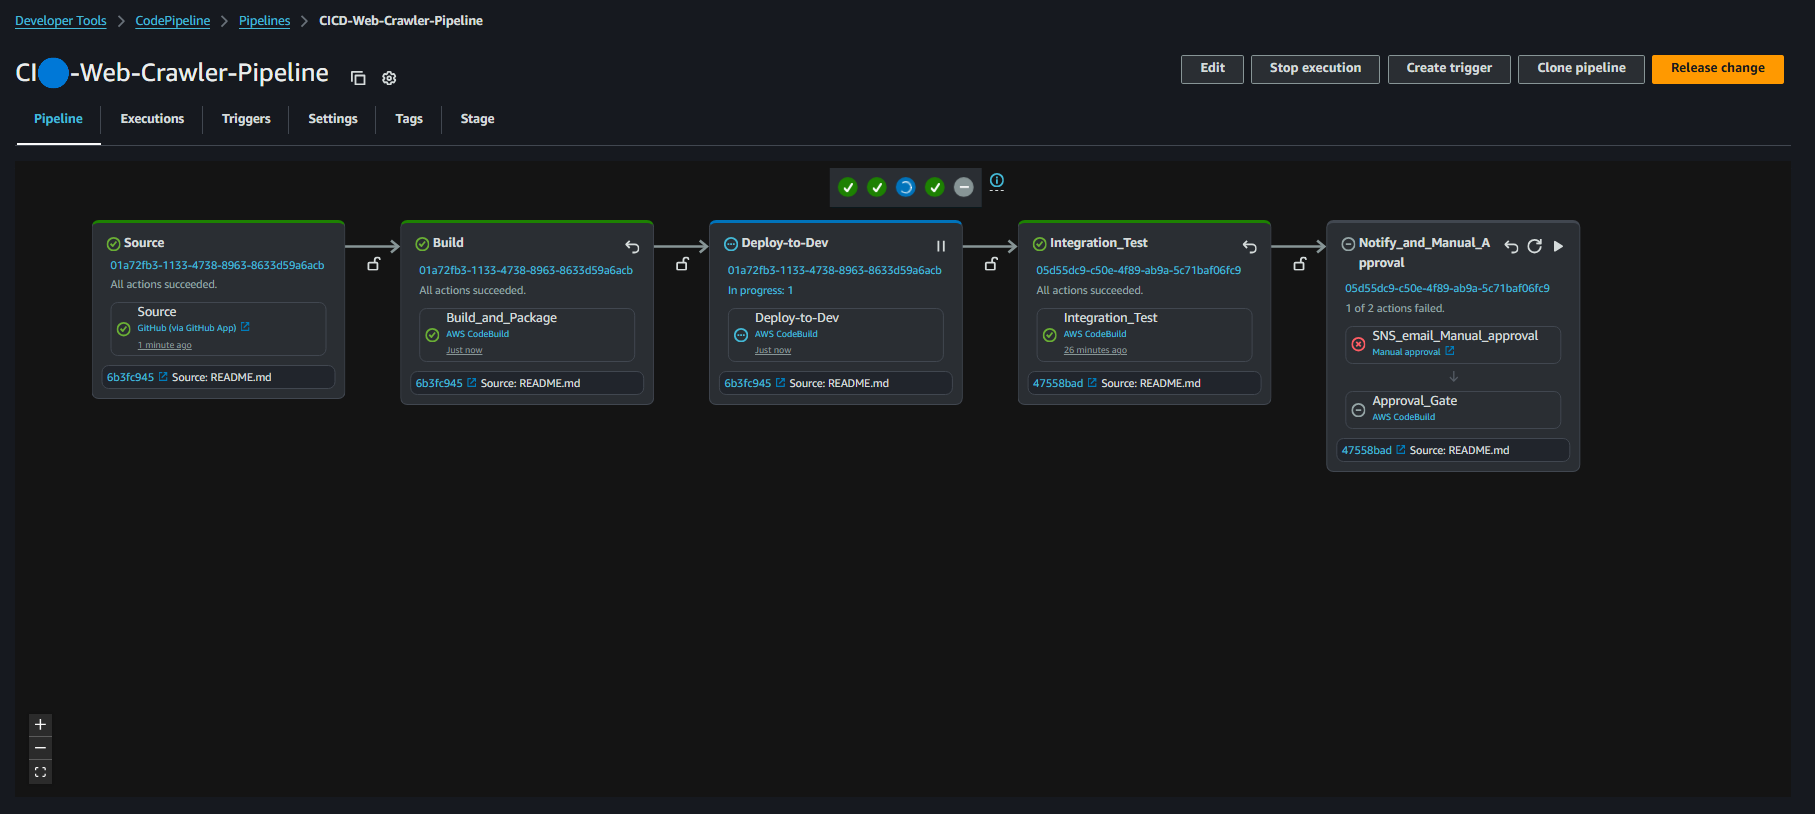 Developer Tools > CodePipeline > Pipelines > CICD-Web-Crawler-Pipeline
CI -Web-Crawler-Pipeline
Edit
Stop execution
Create trigger
Clone pipeline
Release change
Pipeline
Executions
Triggers
Settings
Tags
Stage
Source
01a72fb3-1133-4738-8963-8633d59a6acb
All actions succeeded.
Source
GitHub (via GitHub App)
1 minute ago
6b3fc945 Source: README.md
Build
01a72fb3-1133-4738-8963-8633d59a6acb
All actions succeeded.
Build_and_Package
AWS CodeBuild
Just now
6b3fc945 Source: README.md
Deploy-to-Dev
01a72fb3-1133-4738-8963-8633d59a6acb
In progress: 1
Deploy-to-Dev
AWS CodeBuild
Just now
6b3fc945 Source: README.md
Integration_Test
05d55dc9-c50e-4f89-ab9a-5c71baf06fc9
All actions succeeded.
Integration_Test
AWS CodeBuild
26 minutes ago
47558bad Source: README.md
Notify_and_Manual_A
pproval
05d55dc9-c50e-4f89-ab9a-5c71baf06fc9
1 of 2 actions failed.
SNS_email_Manual_approval
Manual approval
Approval_Gate
AWS CodeBuild
47558bad Source: README.md